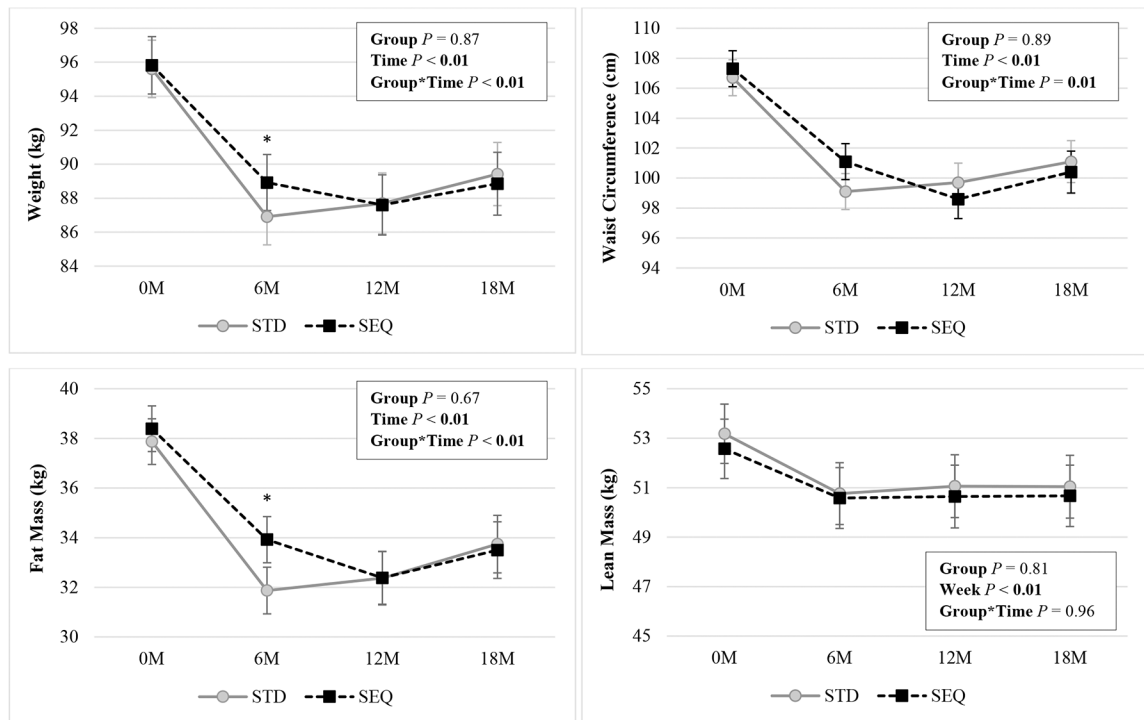 98
96
94
92
90
88
86
84
Weight (kg)
Group P = 0.87
Time P < 0.01
Group*Time P < 0.01
*
0M 6M 12M 18M
STD SEQ
108
106
104
102
100
98
96
94
Waist Circumference (cm)
Group P = 0.89
Time P < 0.01
Group*Time P = 0.01
0M 6M 12M 18M
STD SEQ
40
38
36
34
32
30
Fat Mass (kg)
Group P = 0.67
Time P < 0.01
Group*Time P < 0.01
*
0M 6M 12M 18M
STD SEQ
55
53
51
49
47
45
Lean Mass (kg)
Group P = 0.81
Week P < 0.01
Group*Time P = 0.96
0M 6M 12M 18M
STD SEQ